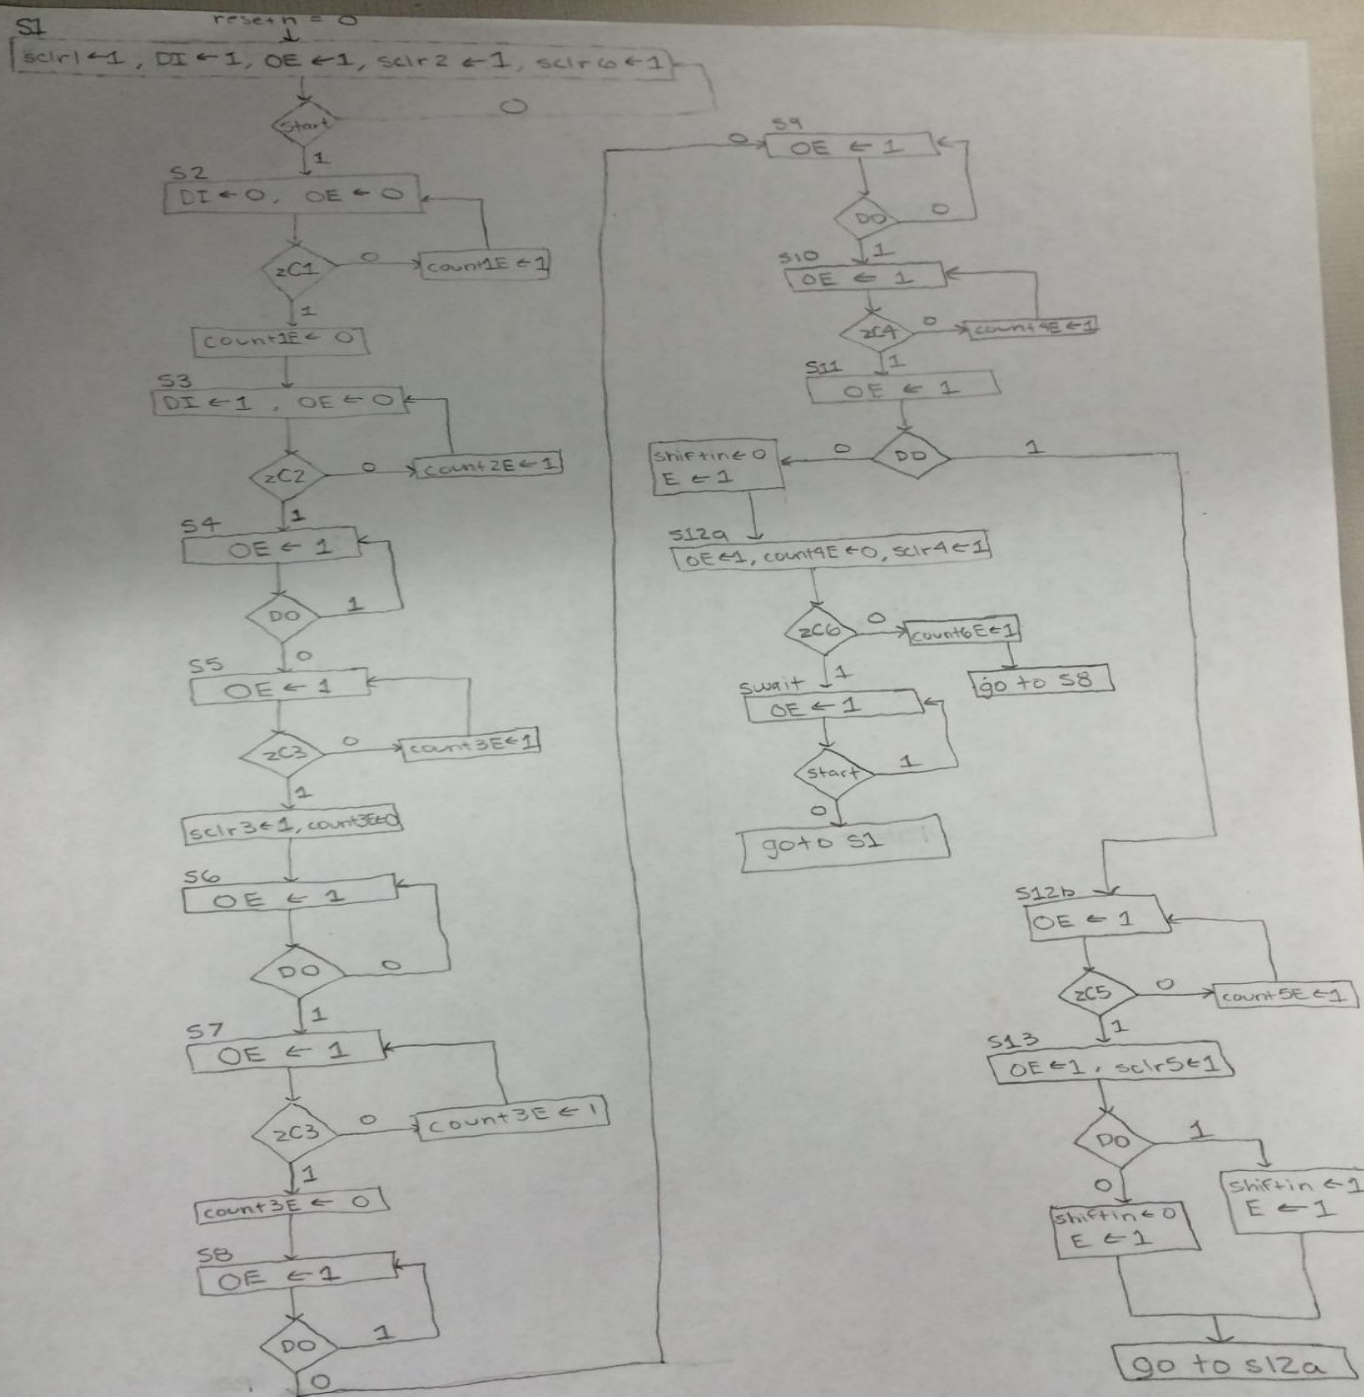 S1
resetn = 0
sclr1 ← 1, DI ← 1, OE ← 1, sclr2 ← 1, sclr6 ← 1
0
Start
1
S2
DI ← 0, OE ← 0
zC1
0
count1E ← 1
1
count1E ← 0
S3
DI ← 1, OE ← 0
zC2
0
count2E ← 1
1
S4
OE ← 1
DO
1
0
S5
OE ← 1
zC3
0
count3E ← 1
1
sclr3 ← 1, count3E ← 0
S6
OE ← 1
DO
0
1
S7
OE ← 1
zC3
0
count3E ← 1
1
count3E ← 0
S8
OE ← 1
DO
1
0
0
S9
OE ← 1
DO
0
1
S10
OE ← 1
zC4
0
count4E ← 1
1
S11
OE ← 1
DO
0
1
shiftin ← 0
E ← 1
S12a
OE ← 1, count4E ← 0, sclr4 ← 1
zC6
0
count6E ← 1
go to S8
1
Swait
OE ← 1
Start
1
0
goto S1
S12b
OE ← 1
zC5
0
count5E ← 1
1
S13
OE ← 1, sclr5 ← 1
DO
1
0
shiftin ← 1
E ← 1
shiftin ← 0
E ← 1
go to S12a